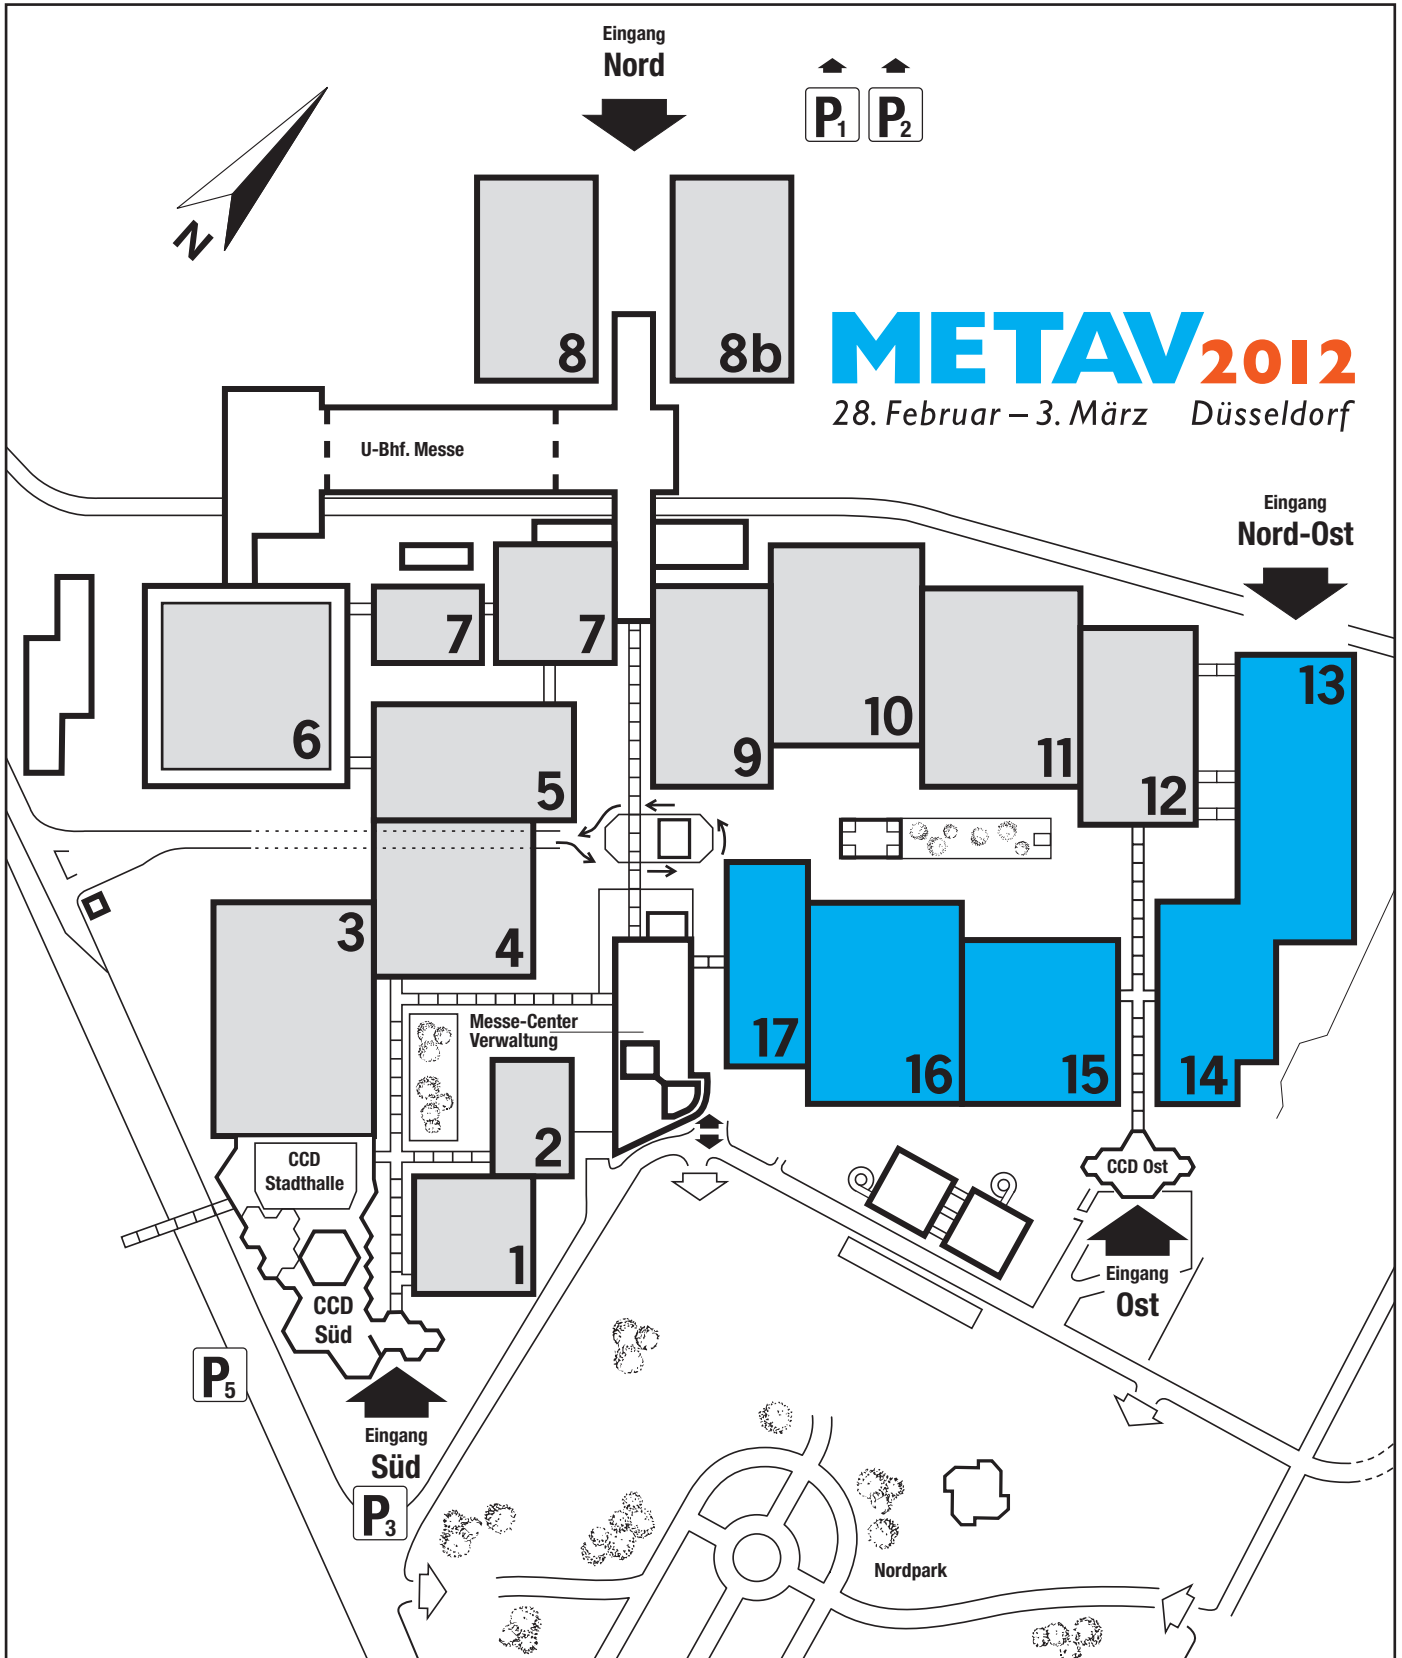 Eingang
Nord
P1
P2
N
8
8b
METAV 2012
28. Februar – 3. März Düsseldorf
U-Bhf. Messe
Eingang
Nord-Ost
7
7
6
5
9
10
11
12
13
3
4
Messe-Center
Verwaltung
17
16
15
14
2
1
CCD
Stadthalle
CCD
Süd
CCD Ost
Eingang
Ost
P5
Eingang
Süd
P3
Nordpark